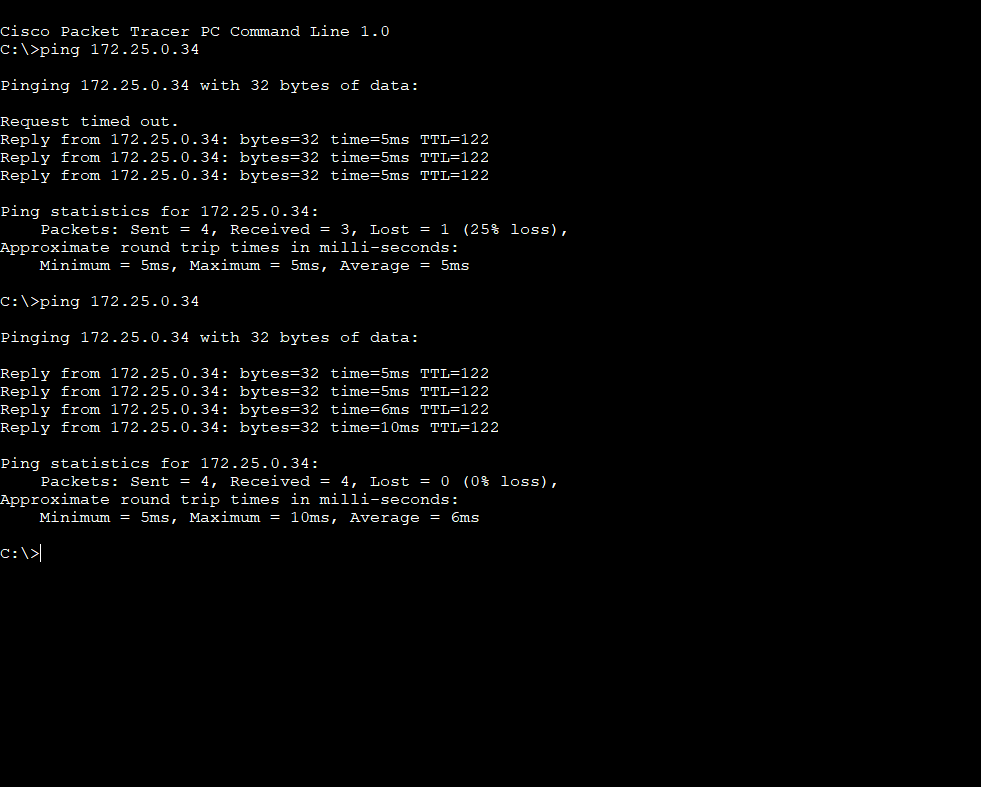 Cisco Packet Tracer PC Command Line 1.0
C:\>ping 172.25.0.34
Pinging 172.25.0.34 with 32 bytes of data:
Request timed out.
Reply from 172.25.0.34: bytes=32 time=5ms TTL=122
Reply from 172.25.0.34: bytes=32 time=5ms TTL=122
Reply from 172.25.0.34: bytes=32 time=5ms TTL=122
Ping statistics for 172.25.0.34:
    Packets: Sent = 4, Received = 3, Lost = 1 (25% loss),
Approximate round trip times in milli-seconds:
    Minimum = 5ms, Maximum = 5ms, Average = 5ms
C:\>ping 172.25.0.34
Pinging 172.25.0.34 with 32 bytes of data:
Reply from 172.25.0.34: bytes=32 time=5ms TTL=122
Reply from 172.25.0.34: bytes=32 time=5ms TTL=122
Reply from 172.25.0.34: bytes=32 time=6ms TTL=122
Reply from 172.25.0.34: bytes=32 time=10ms TTL=122
Ping statistics for 172.25.0.34:
    Packets: Sent = 4, Received = 4, Lost = 0 (0% loss),
Approximate round trip times in milli-seconds:
    Minimum = 5ms, Maximum = 10ms, Average = 6ms
C:\>